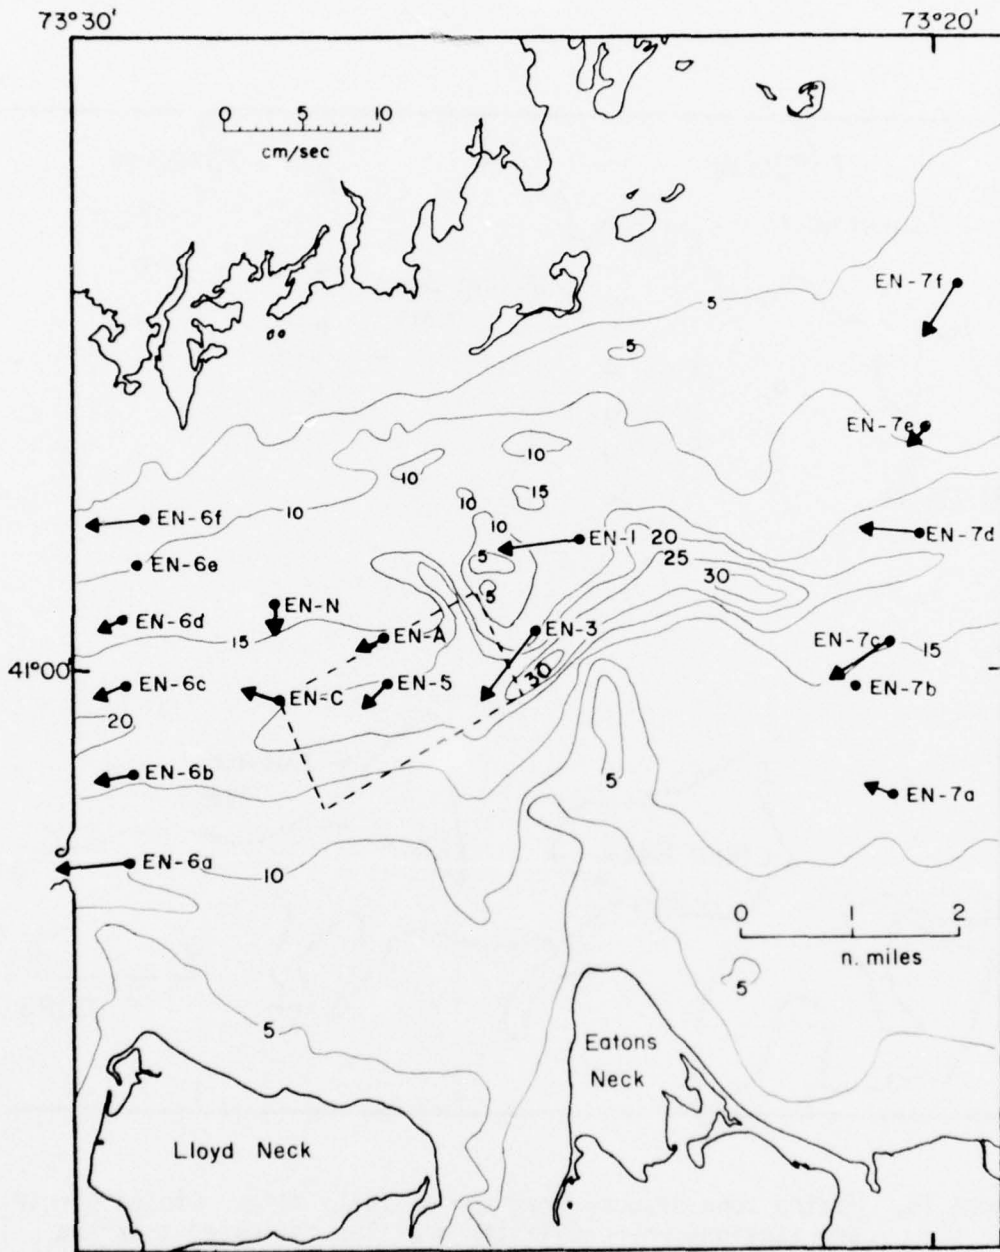 73°30' 73°20'
0 5 10
cm/sec
EN-7f
5
5
EN-7e
10
10
10 15
10
EN-6f
10
EN-1 20
EN-7d
5
25
EN-6e
30
5
EN-N
EN-6d
15
EN-A
EN-3
EN-7c
15
41°00'
30
EN-6c
EN-C
EN-5
EN-7b
20
EN-6b
5
EN-7a
EN-6a
10
0 1 2
n. miles
5
5
Eatons
Neck
Lloyd Neck